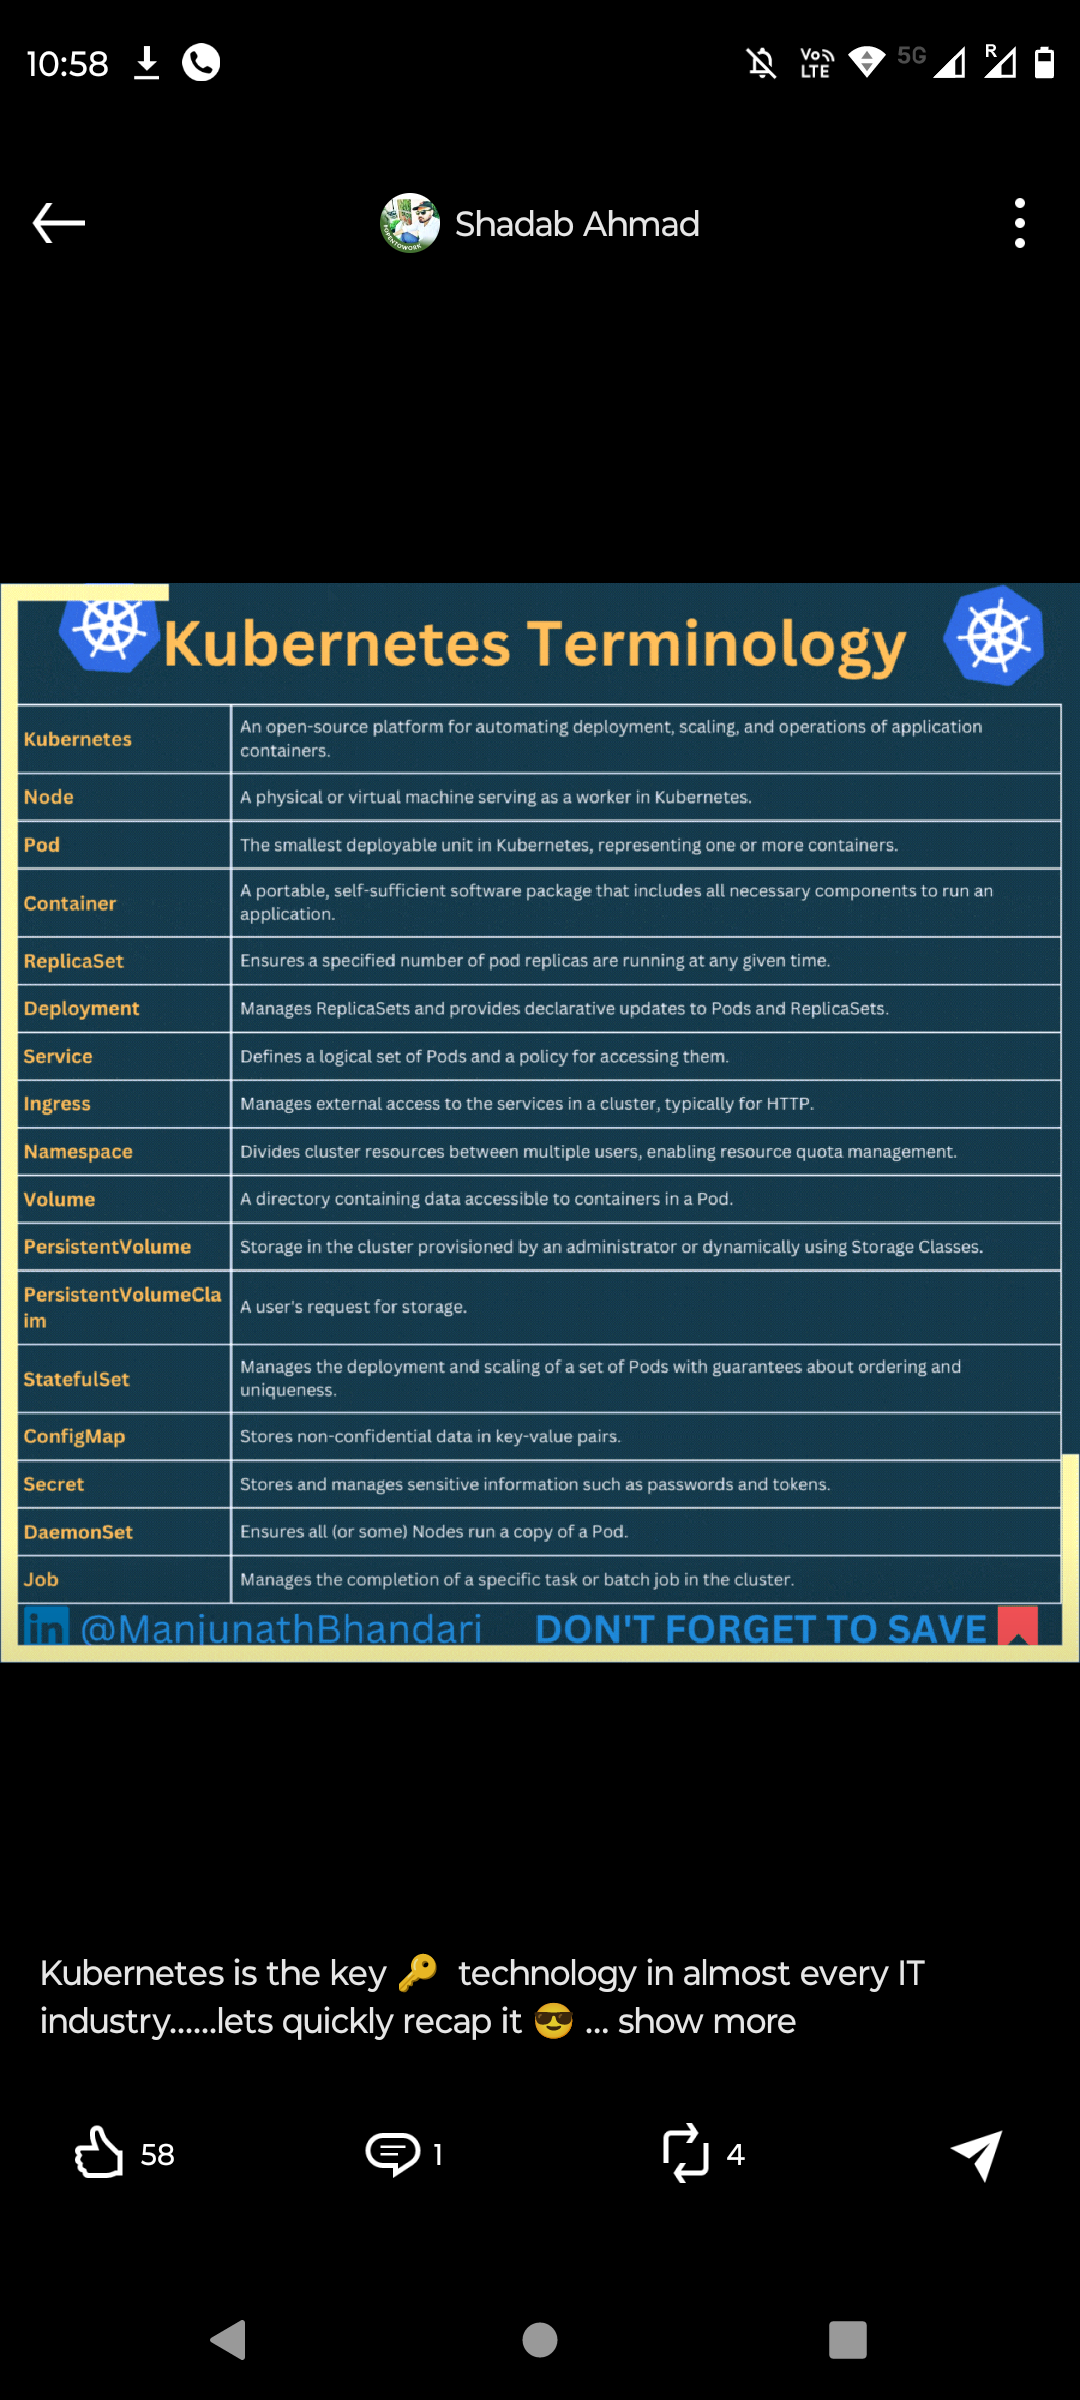 10:58
Vo LTE
5G
R
Shadab Ahmad
Kubernetes Terminology
Kubernetes
An open-source platform for automating deployment, scaling, and operations of application
containers.
Node
A physical or virtual machine serving as a worker in Kubernetes.
Pod
The smallest deployable unit in Kubernetes, representing one or more containers.
Container
A portable, self-sufficient software package that includes all necessary components to run an
application.
ReplicaSet
Ensures a specified number of pod replicas are running at any given time.
Deployment
Manages ReplicaSets and provides declarative updates to Pods and ReplicaSets.
Service
Defines a logical set of Pods and a policy for accessing them.
Ingress
Manages external access to the services in a cluster, typically for HTTP.
Namespace
Divides cluster resources between multiple users, enabling resource quota management.
Volume
A directory containing data accessible to containers in a Pod.
PersistentVolume
Storage in the cluster provisioned by an administrator or dynamically using Storage Classes.
PersistentVolumeCla
im
A user's request for storage.
StatefulSet
Manages the deployment and scaling of a set of Pods with guarantees about ordering and
uniqueness.
ConfigMap
Stores non-confidential data in key-value pairs.
Secret
Stores and manages sensitive information such as passwords and tokens.
DaemonSet
Ensures all (or some) Nodes run a copy of a Pod.
Job
Manages the completion of a specific task or batch job in the cluster.
in @ManjunathBhandari DON'T FORGET TO SAVE
Kubernetes is the key 🔑 technology in almost every IT
industry......lets quickly recap it 😎 ... show more
58
1
4